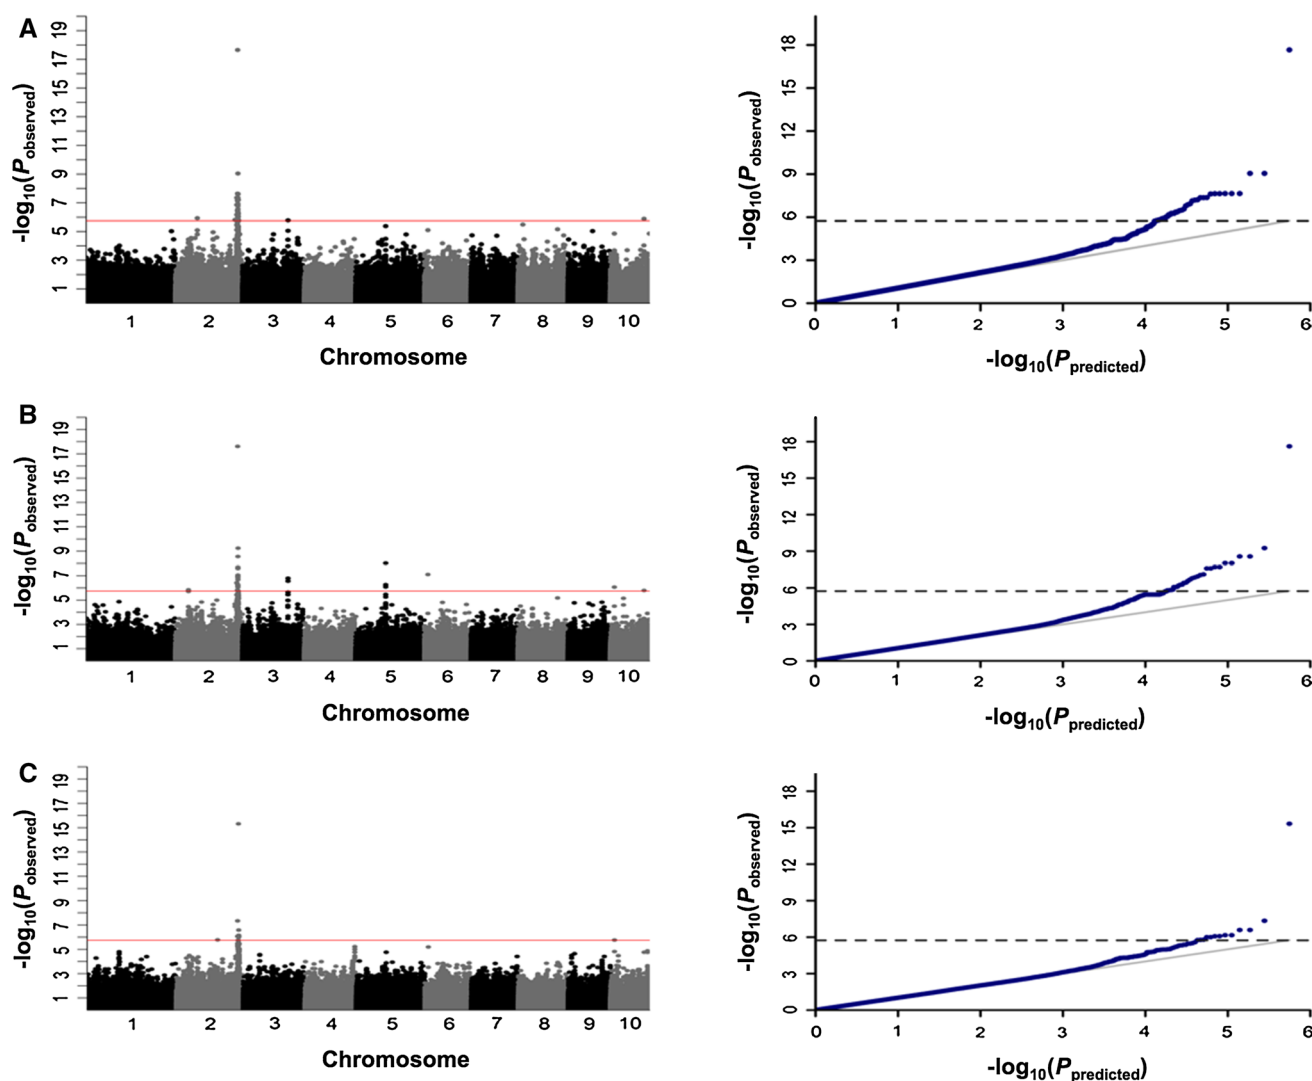 A
-log10(Pobserved)
19
17
15
13
11
9
7
5
3
1
1 2 3 4 5 6 7 8 9 10
Chromosome
-log10(Pobserved)
18
15
12
9
6
3
0
0 1 2 3 4 5 6
-log10(Ppredicted)
B
-log10(Pobserved)
19
17
15
13
11
9
7
5
3
1
1 2 3 4 5 6 7 8 9 10
Chromosome
-log10(Pobserved)
18
15
12
9
6
3
0
0 1 2 3 4 5 6
-log10(Ppredicted)
C
-log10(Pobserved)
19
17
15
13
11
9
7
5
3
1
1 2 3 4 5 6 7 8 9 10
Chromosome
-log10(Pobserved)
18
15
12
9
6
3
0
0 1 2 3 4 5 6
-log10(Ppredicted)